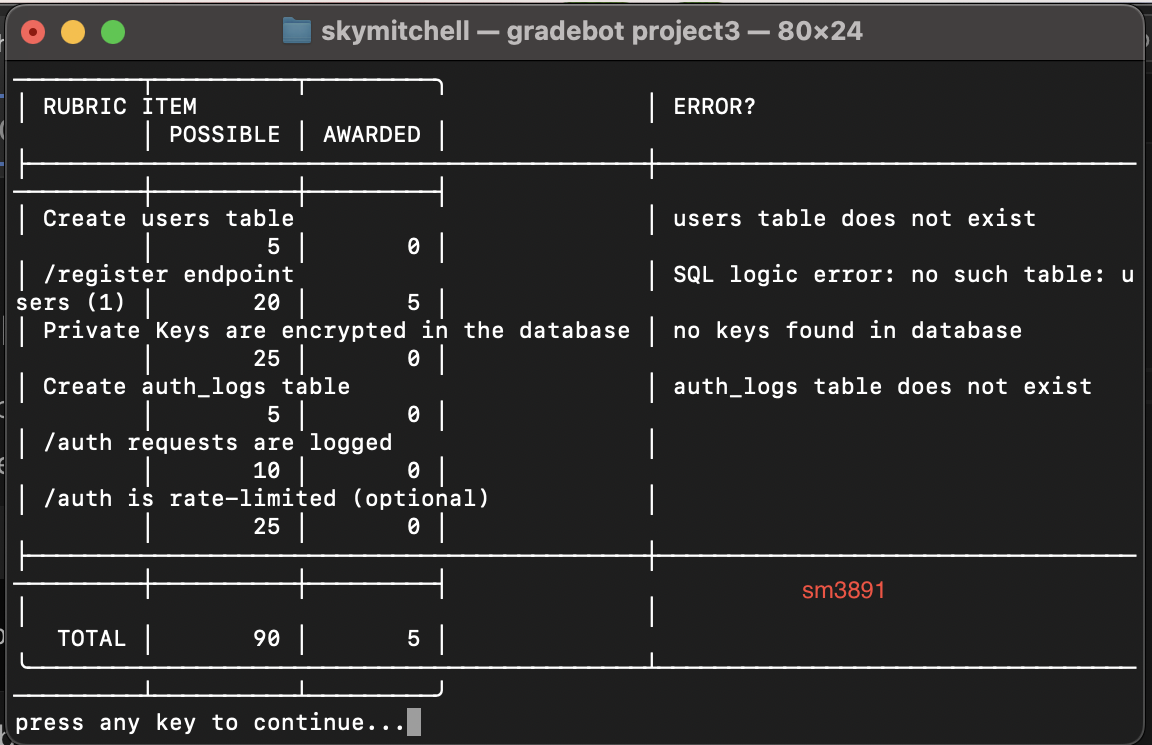 skymitchell — gradebot project3 — 80×24
RUBRIC ITEM ERROR?
POSSIBLE AWARDED
Create users table users table does not exist
5 0
/register endpoint SQL logic error: no such table: u
sers (1) 20 5
Private Keys are encrypted in the database no keys found in database
25 0
Create auth_logs table auth_logs table does not exist
5 0
/auth requests are logged
10 0
/auth is rate-limited (optional)
25 0
sm3891
TOTAL 90 5
press any key to continue...